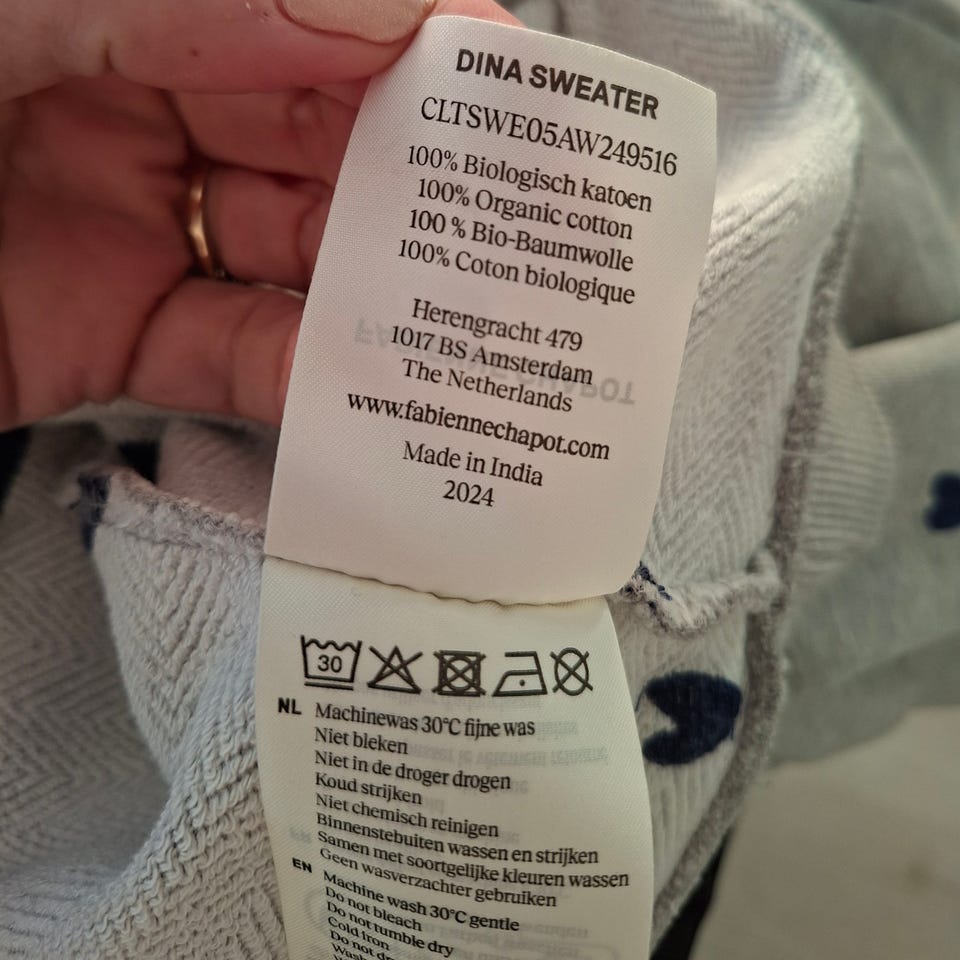 DINA SWEATER
CLTSWE05AW249516
100% Biologisch katoen
100% Organic cotton
100 % Bio-Baumwolle
100% Coton biologique
Herengracht 479
1017 BS Amsterdam
The Netherlands
www.fabiennechapot.com
Made in India
2024
30
NL Machinewas 30°C fijne was
Niet bleken
Niet in de droger drogen
Koud strijken
Niet chemisch reinigen
Binnenstebuiten wassen en strijken
Samen met soortgelijke kleuren wassen
Geen wasverzachter gebruiken
EN Machine wash 30°C gentle
Do not bleach
Do not tumble dry
Cold iron
Do not